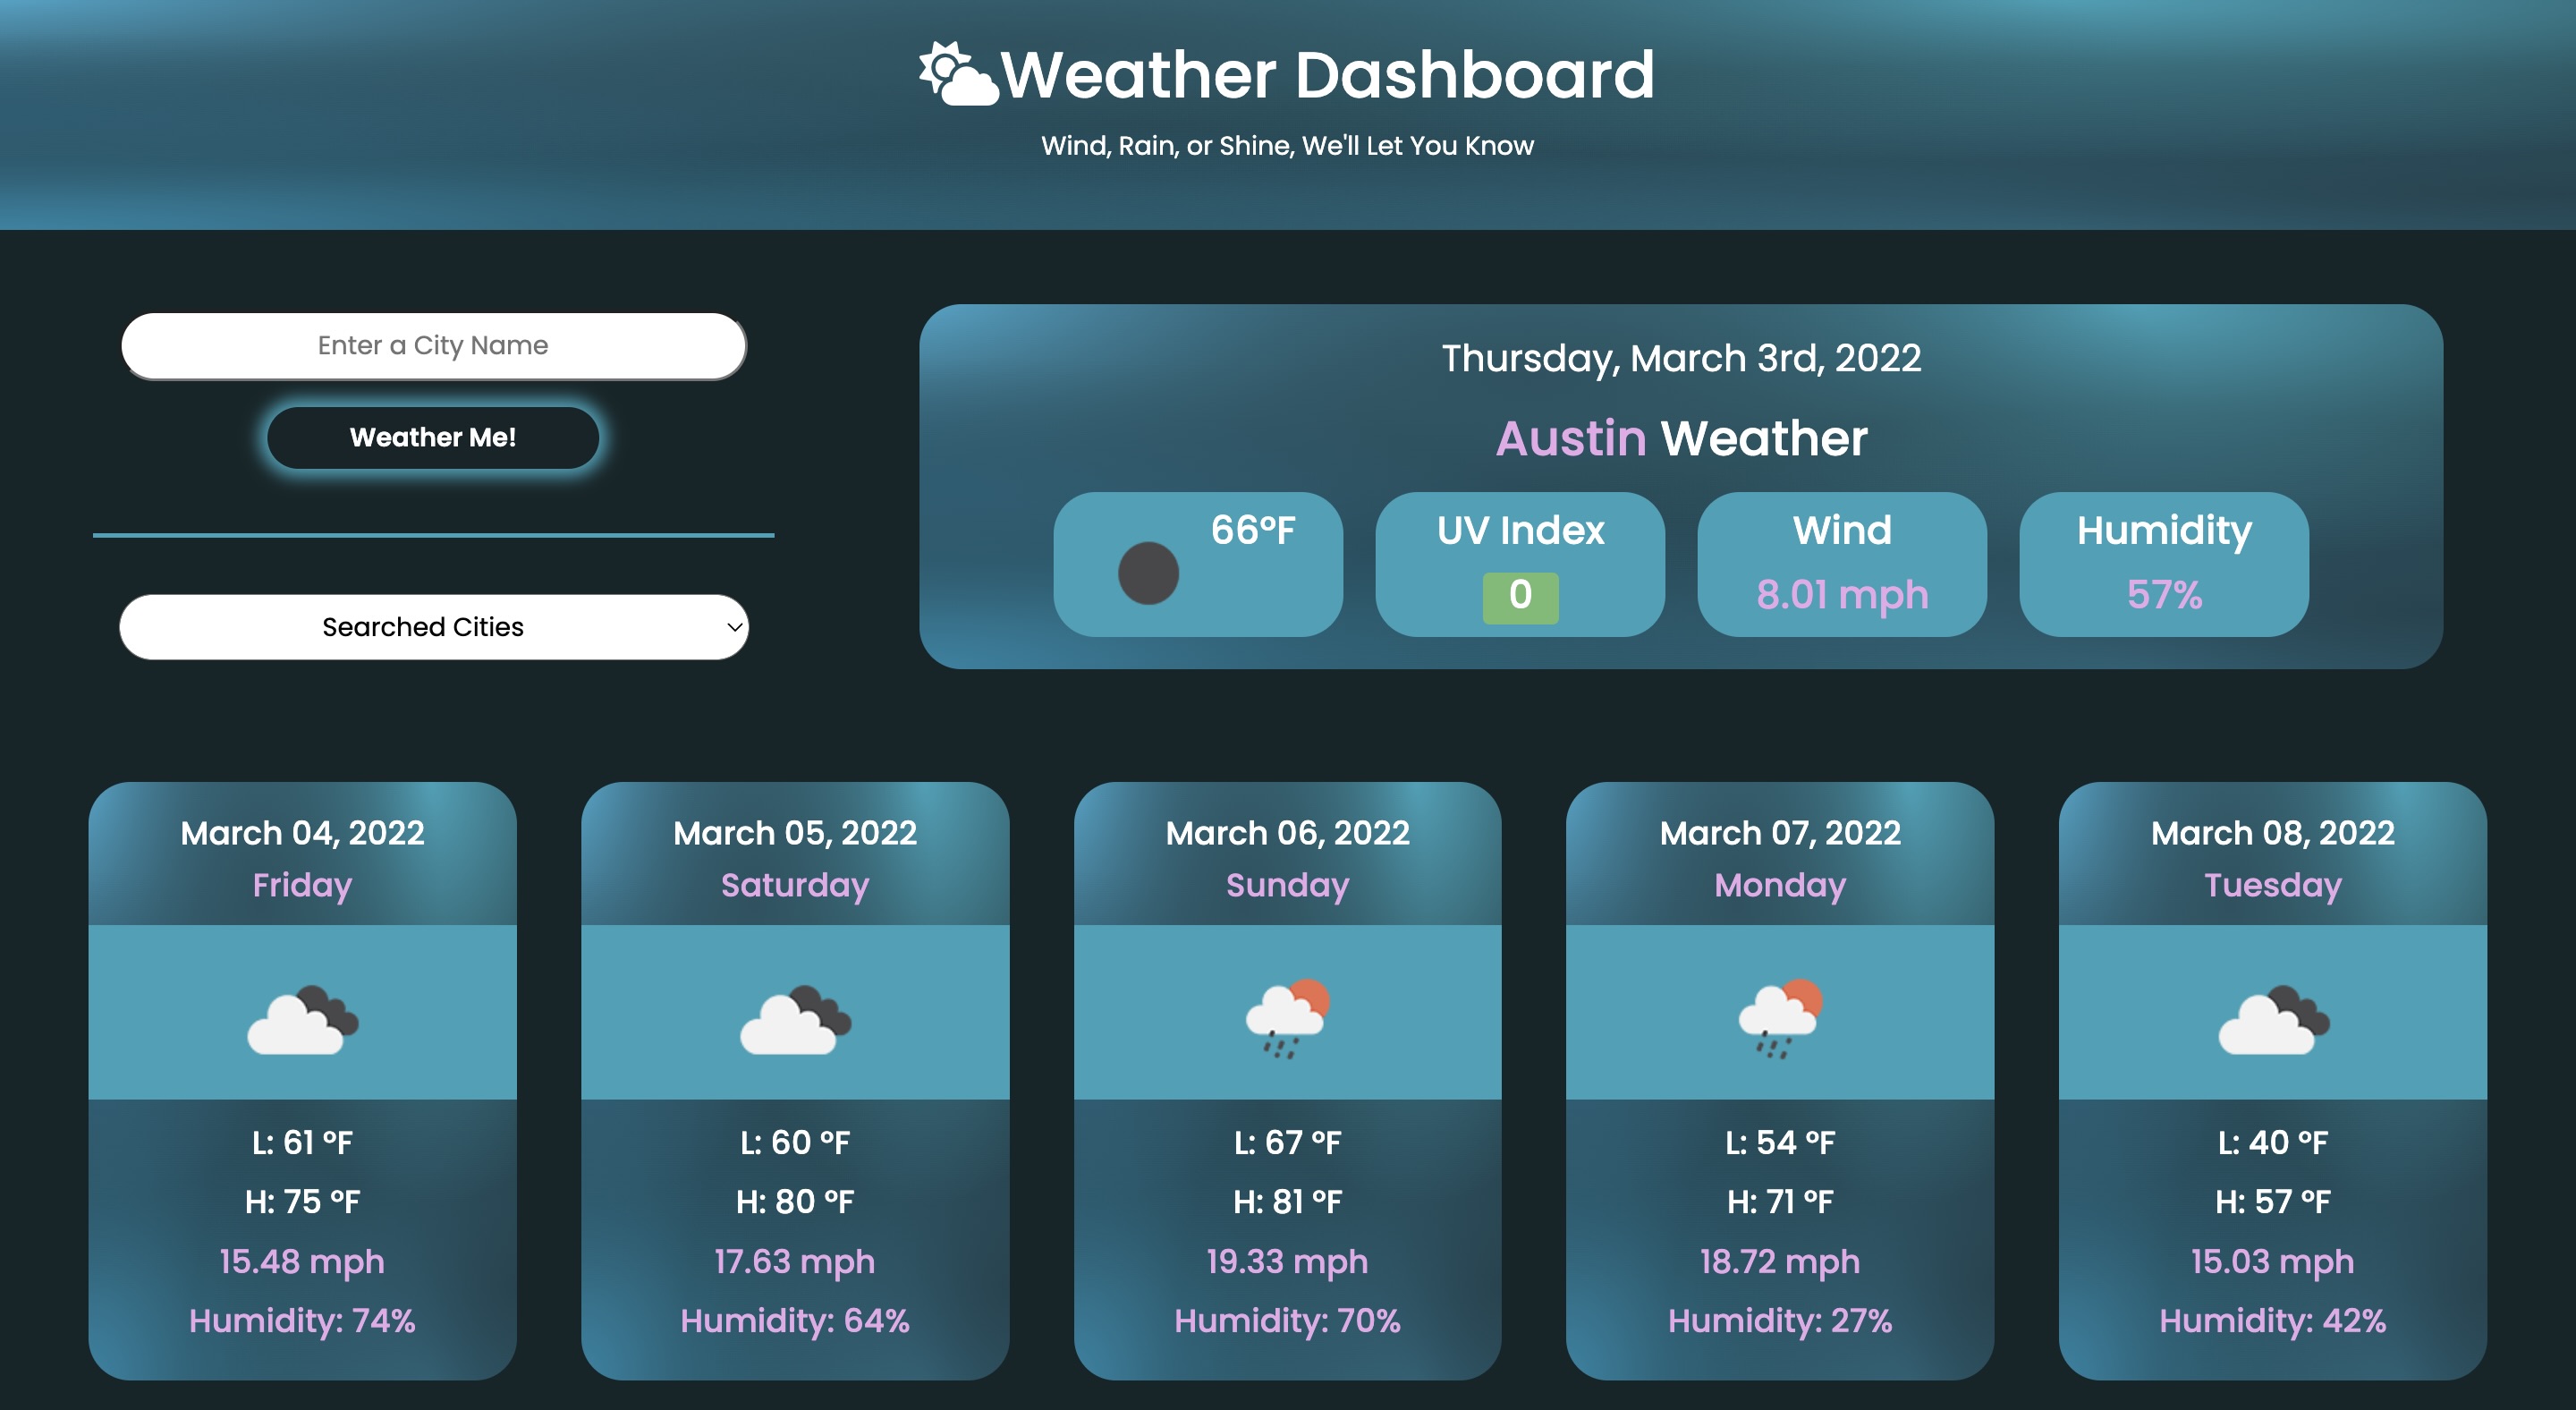 Weather Dashboard
Wind, Rain, or Shine, We'll Let You Know
Enter a City Name
Weather Me!
Searched Cities
Thursday, March 3rd, 2022
Austin Weather
66°F
UV Index
0
Wind
8.01 mph
Humidity
57%
March 04, 2022
Friday
L: 61 °F
H: 75 °F
15.48 mph
Humidity: 74%
March 05, 2022
Saturday
L: 60 °F
H: 80 °F
17.63 mph
Humidity: 64%
March 06, 2022
Sunday
L: 67 °F
H: 81 °F
19.33 mph
Humidity: 70%
March 07, 2022
Monday
L: 54 °F
H: 71 °F
18.72 mph
Humidity: 27%
March 08, 2022
Tuesday
L: 40 °F
H: 57 °F
15.03 mph
Humidity: 42%